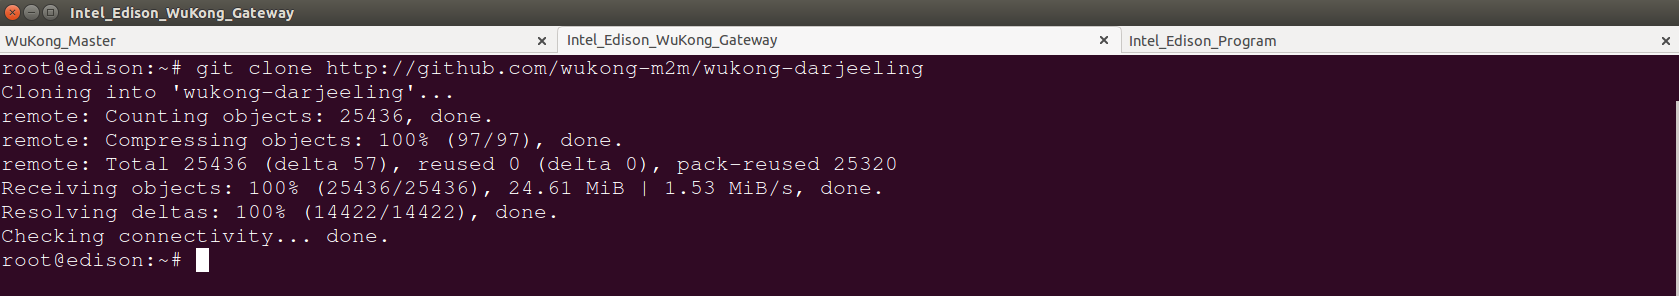 Intel_Edison_WuKong_Gateway
WuKong_Master
Intel_Edison_WuKong_Gateway
Intel_Edison_Program
root@edison:~# git clone http://github.com/wukong-m2m/wukong-darjeeling
Cloning into 'wukong-darjeeling'...
remote: Counting objects: 25436, done.
remote: Compressing objects: 100% (97/97), done.
remote: Total 25436 (delta 57), reused 0 (delta 0), pack-reused 25320
Receiving objects: 100% (25436/25436), 24.61 MiB | 1.53 MiB/s, done.
Resolving deltas: 100% (14422/14422), done.
Checking connectivity... done.
root@edison:~#